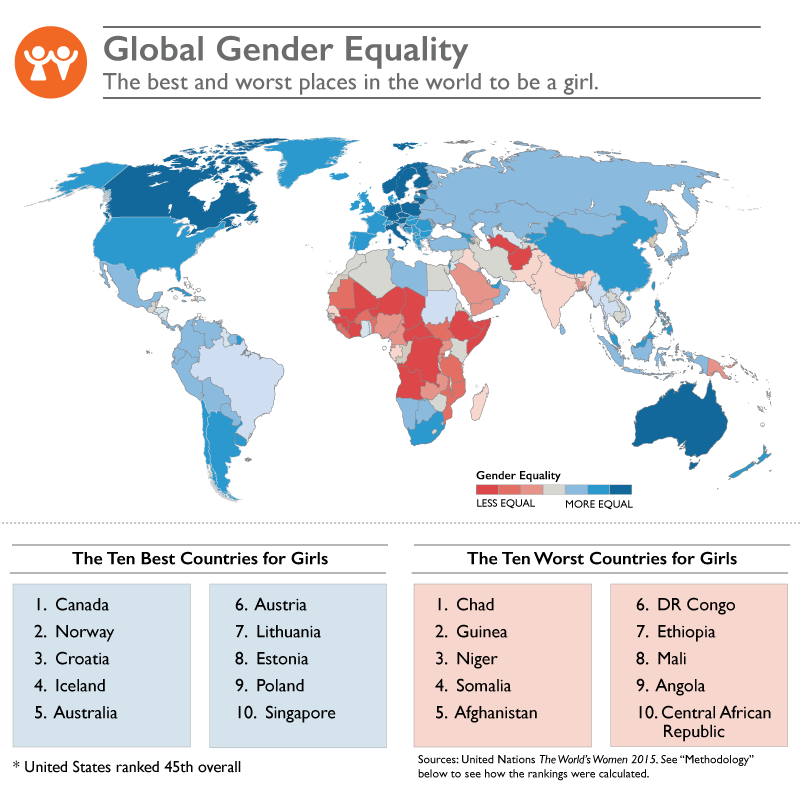 Global Gender Equality
The best and worst places in the world to be a girl.
Gender Equality
LESS EQUAL
MORE EQUAL
The Ten Best Countries for Girls
1. Canada
2. Norway
3. Croatia
4. Iceland
5. Australia
6. Austria
7. Lithuania
8. Estonia
9. Poland
10. Singapore
* United States ranked 45th overall
The Ten Worst Countries for Girls
1. Chad
2. Guinea
3. Niger
4. Somalia
5. Afghanistan
6. DR Congo
7. Ethiopia
8. Mali
9. Angola
10. Central African
Republic
Sources: United Nations The World's Women 2015. See “Methodology”
below to see how the rankings were calculated.